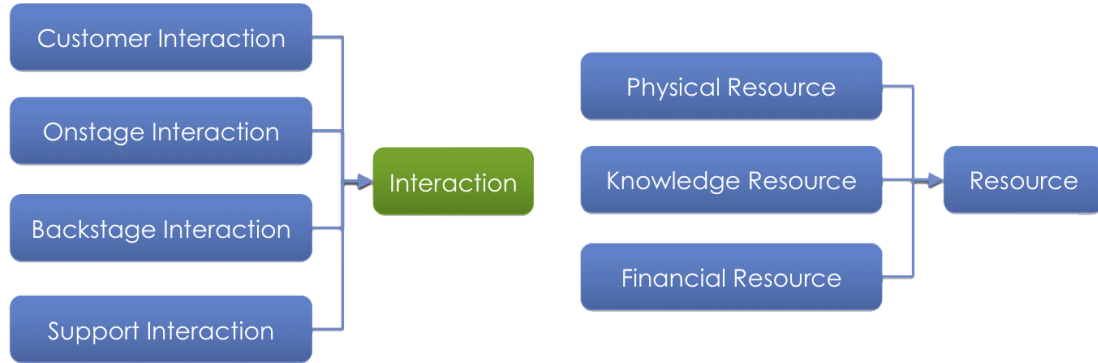 Customer Interaction
Onstage Interaction
Backstage Interaction
Support Interaction
Interaction
Physical Resource
Knowledge Resource
Financial Resource
Resource